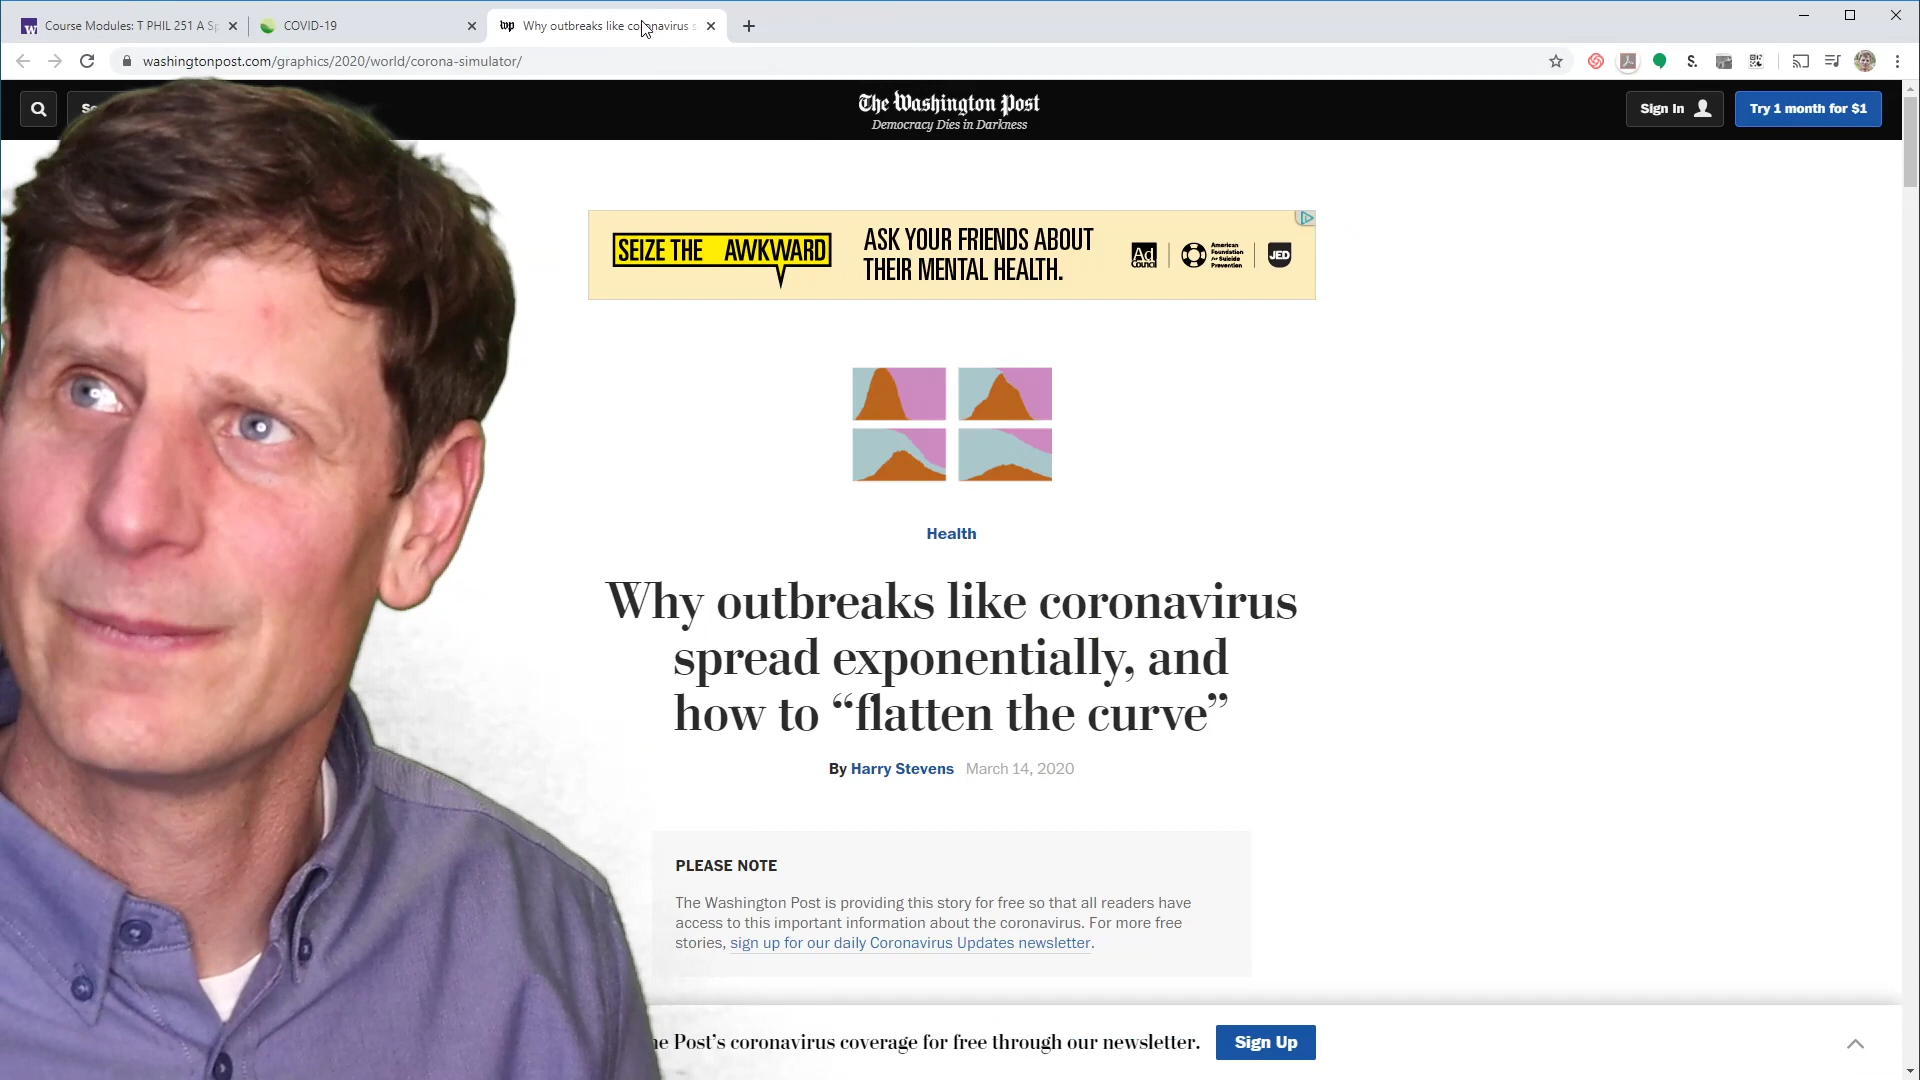 Course Modules: T PHIL 251 A Sp
COVID-19
wp
Why outbreaks like coronavirus s
washingtonpost.com/graphics/2020/world/corona-simulator/
The Washington Post
Democracy Dies in Darkness
Sign In
Try 1 month for $1
SEIZE THE AWKWARD
ASK YOUR FRIENDS ABOUT
THEIR MENTAL HEALTH.
Ad Council
American
Foundation
for Suicide
Prevention
JED
Health
Why outbreaks like coronavirus
spread exponentially, and
how to “flatten the curve”
By Harry Stevens March 14, 2020
PLEASE NOTE
The Washington Post is providing this story for free so that all readers have
access to this important information about the coronavirus. For more free
stories, sign up for our daily Coronavirus Updates newsletter.
Post’s coronavirus coverage for free through our newsletter.
Sign Up